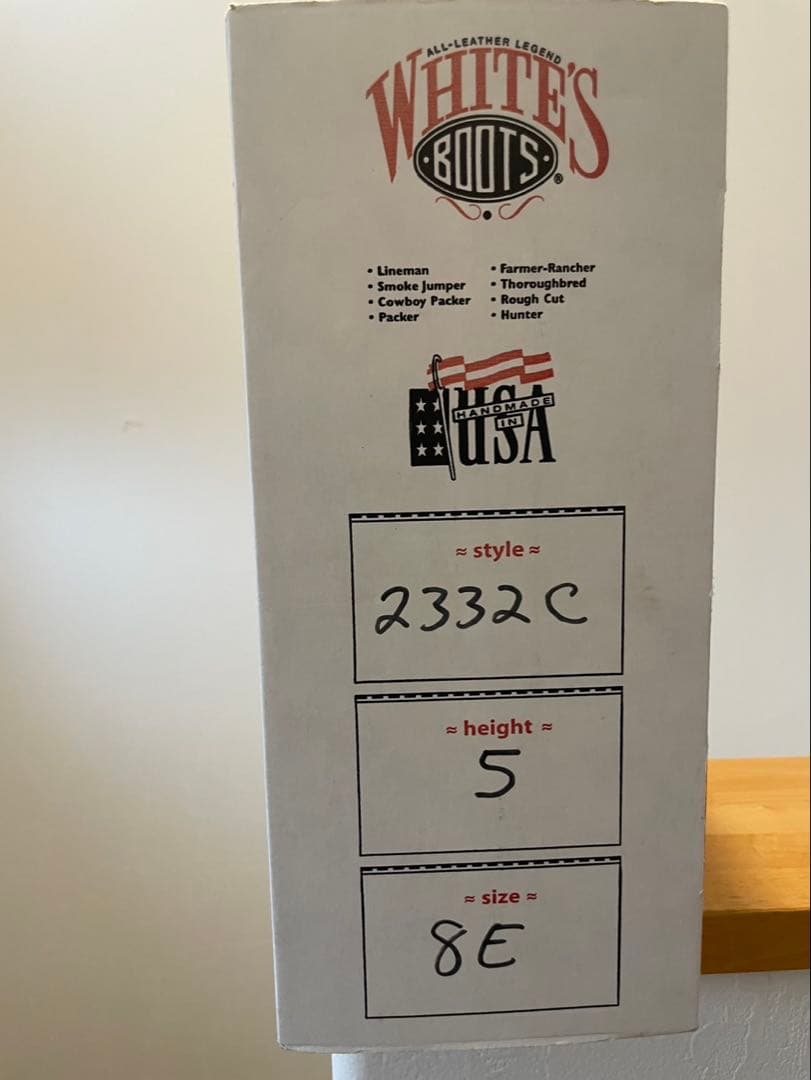 ALL-LEATHER LEGEND
WHITE'S
BOOTS
®
• Lineman
• Smoke Jumper
• Cowboy Packer
• Packer
• Farmer-Rancher
• Thoroughbred
• Rough Cut
• Hunter
HANDMADE
IN
USA
≈ style ≈
2332C
≈ height ≈
5
≈ size ≈
8E